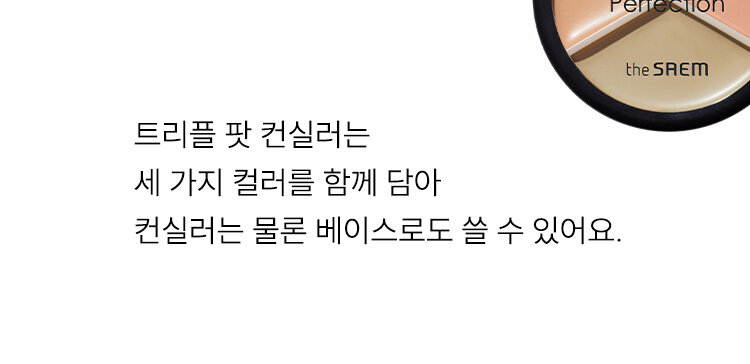 Perfection
the SAEM
트리플 팟 컨실러는
세 가지 컬러를 함께 담아
컨실러는 물론 베이스로도 쓸 수 있어요.